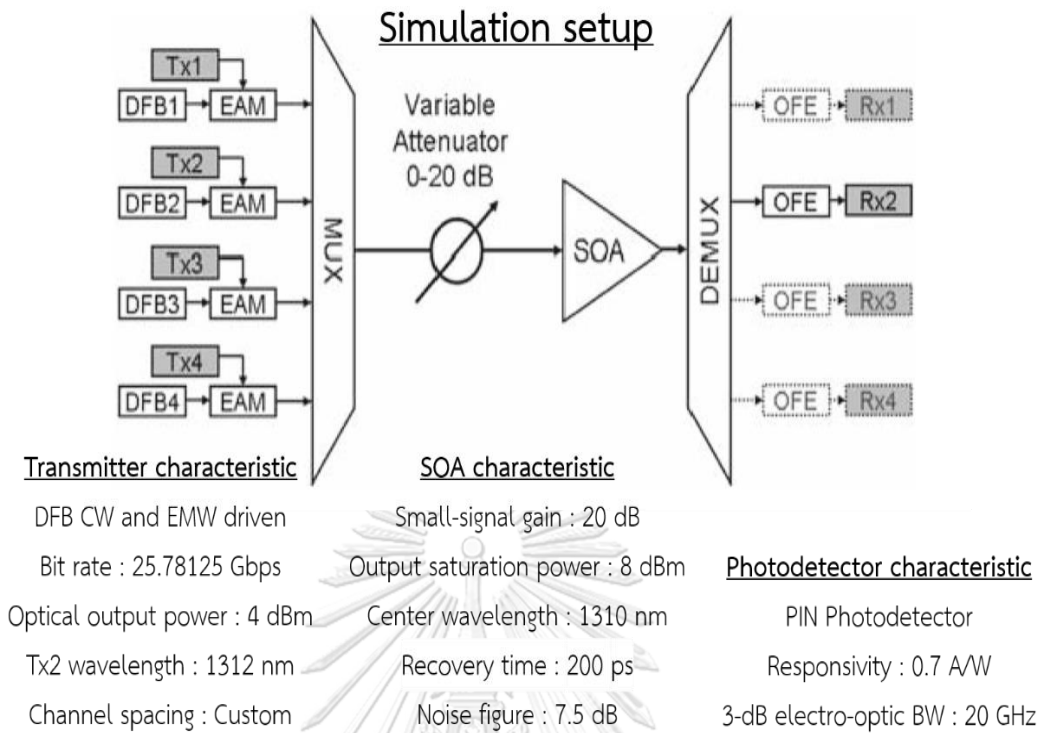 Simulation setup
Tx1
DFB1
EAM
Tx2
DFB2
EAM
Tx3
DFB3
EAM
Tx4
DFB4
EAM
MUX
Variable
Attenuator
0-20 dB
SOA
DEMUX
OFE
Rx1
OFE
Rx2
OFE
Rx3
OFE
Rx4
Transmitter characteristic
DFB CW and EMW driven
Bit rate : 25.78125 Gbps
Optical output power : 4 dBm
Tx2 wavelength : 1312 nm
Channel spacing : Custom
SOA characteristic
Small-signal gain : 20 dB
Output saturation power : 8 dBm
Center wavelength : 1310 nm
Recovery time : 200 ps
Noise figure : 7.5 dB
Photodetector characteristic
PIN Photodetector
Responsivity : 0.7 A/W
3-dB electro-optic BW : 20 GHz